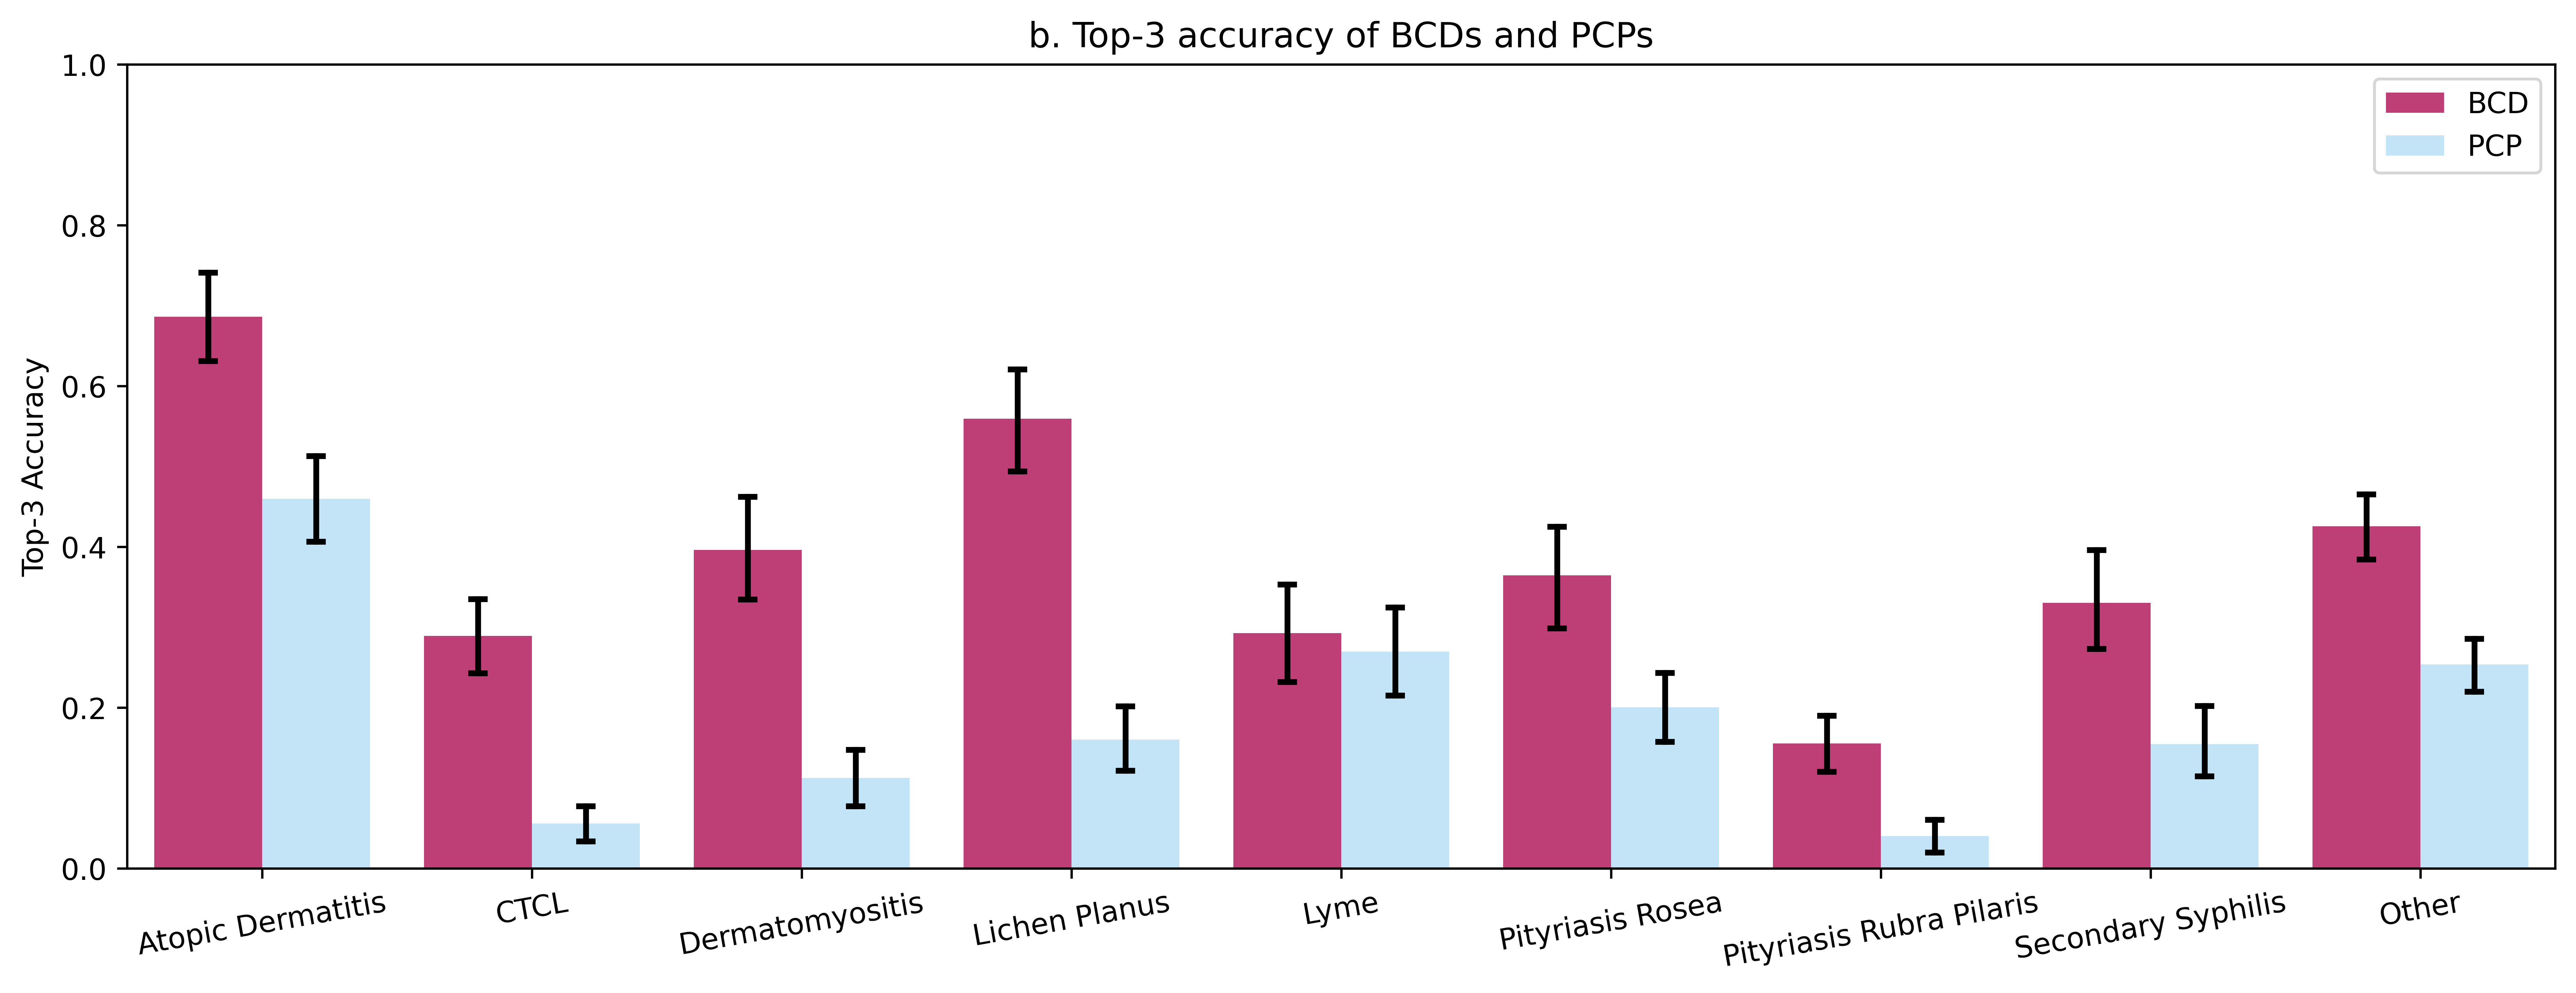 b. Top-3 accuracy of BCDs and PCPs
1.0
0.8
0.6
0.4
0.2
0.0
Top-3 Accuracy
BCD
PCP
Atopic Dermatitis
CTCL
Dermatomyositis
Lichen Planus
Lyme
Pityriasis Rosea
Pityriasis Rubra Pilaris
Secondary Syphilis
Other